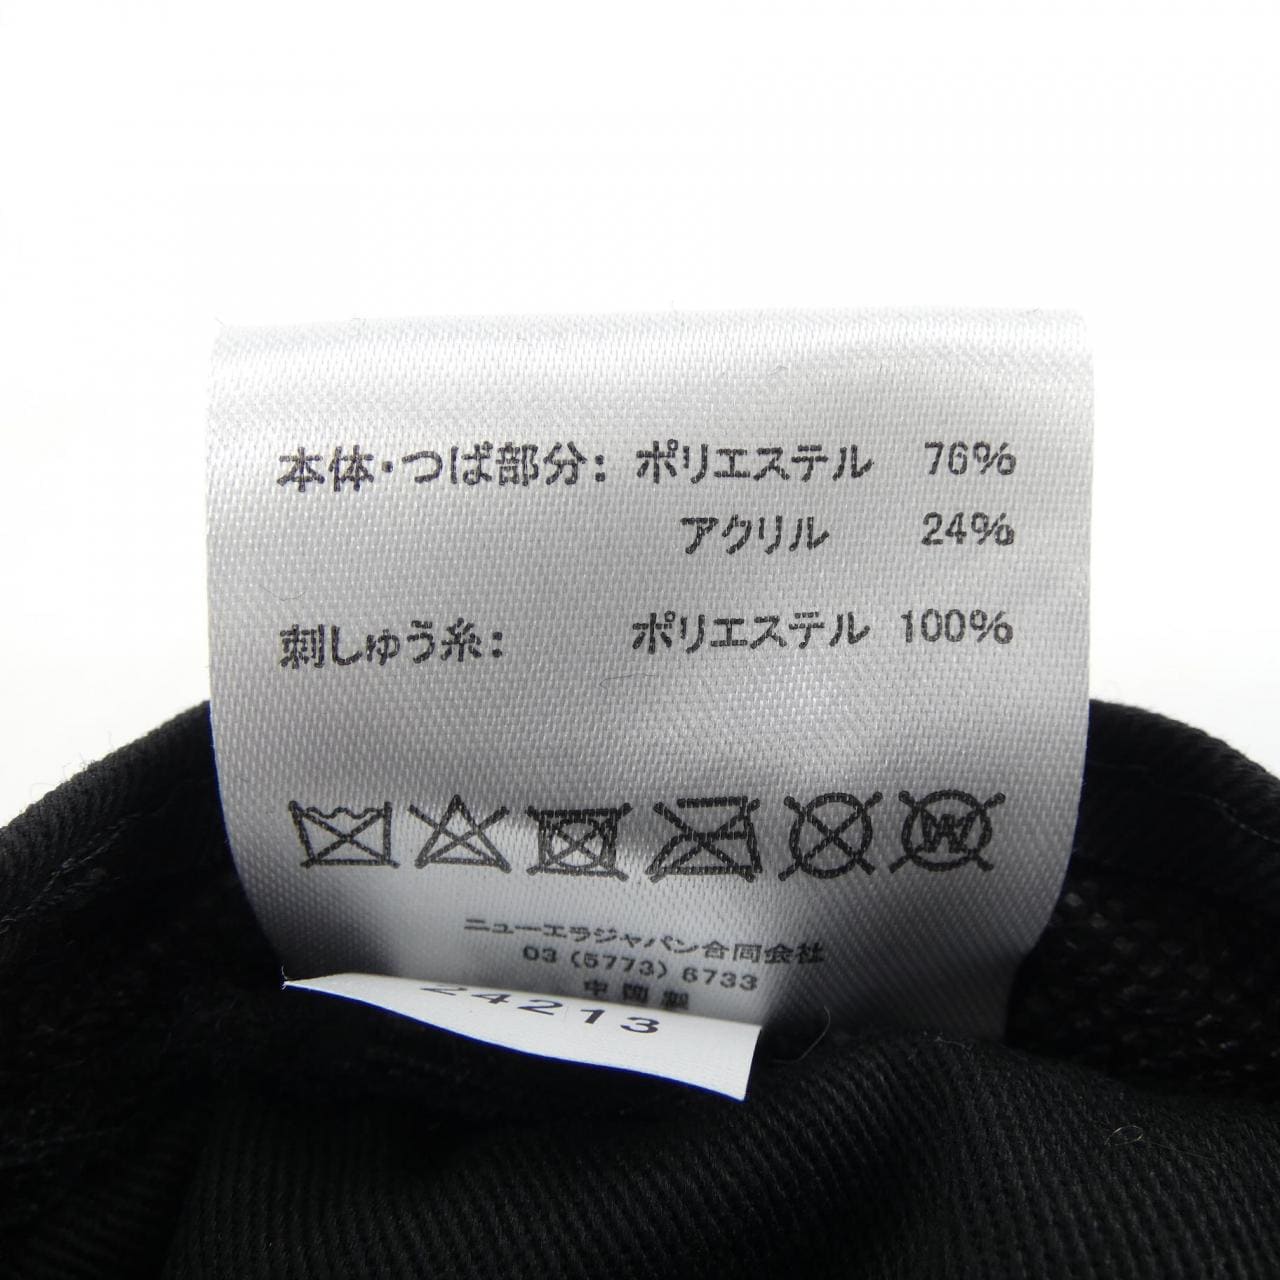 本体・つば部分: ポリエステル 76%
アクリル 24%
刺しゅう糸: ポリエステル 100%
W
ニューエラジャパン合同会社
03 (5773) 6733
中国製
24213